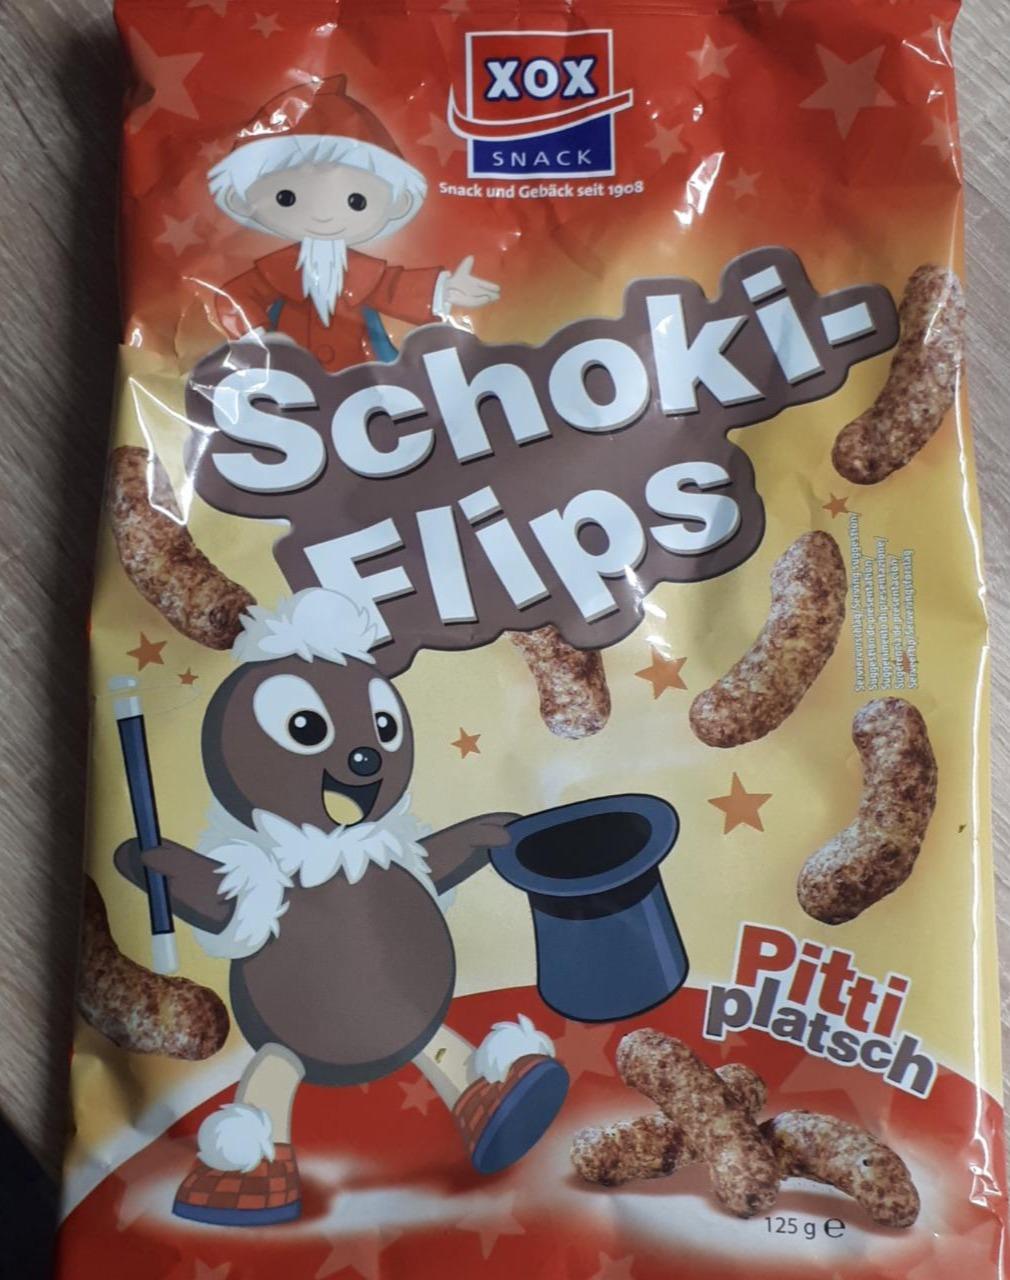 XOX
SNACK
Snack und Gebäck seit 1908
Schoki-
Flips
Pitti
platsch
125 g ℮